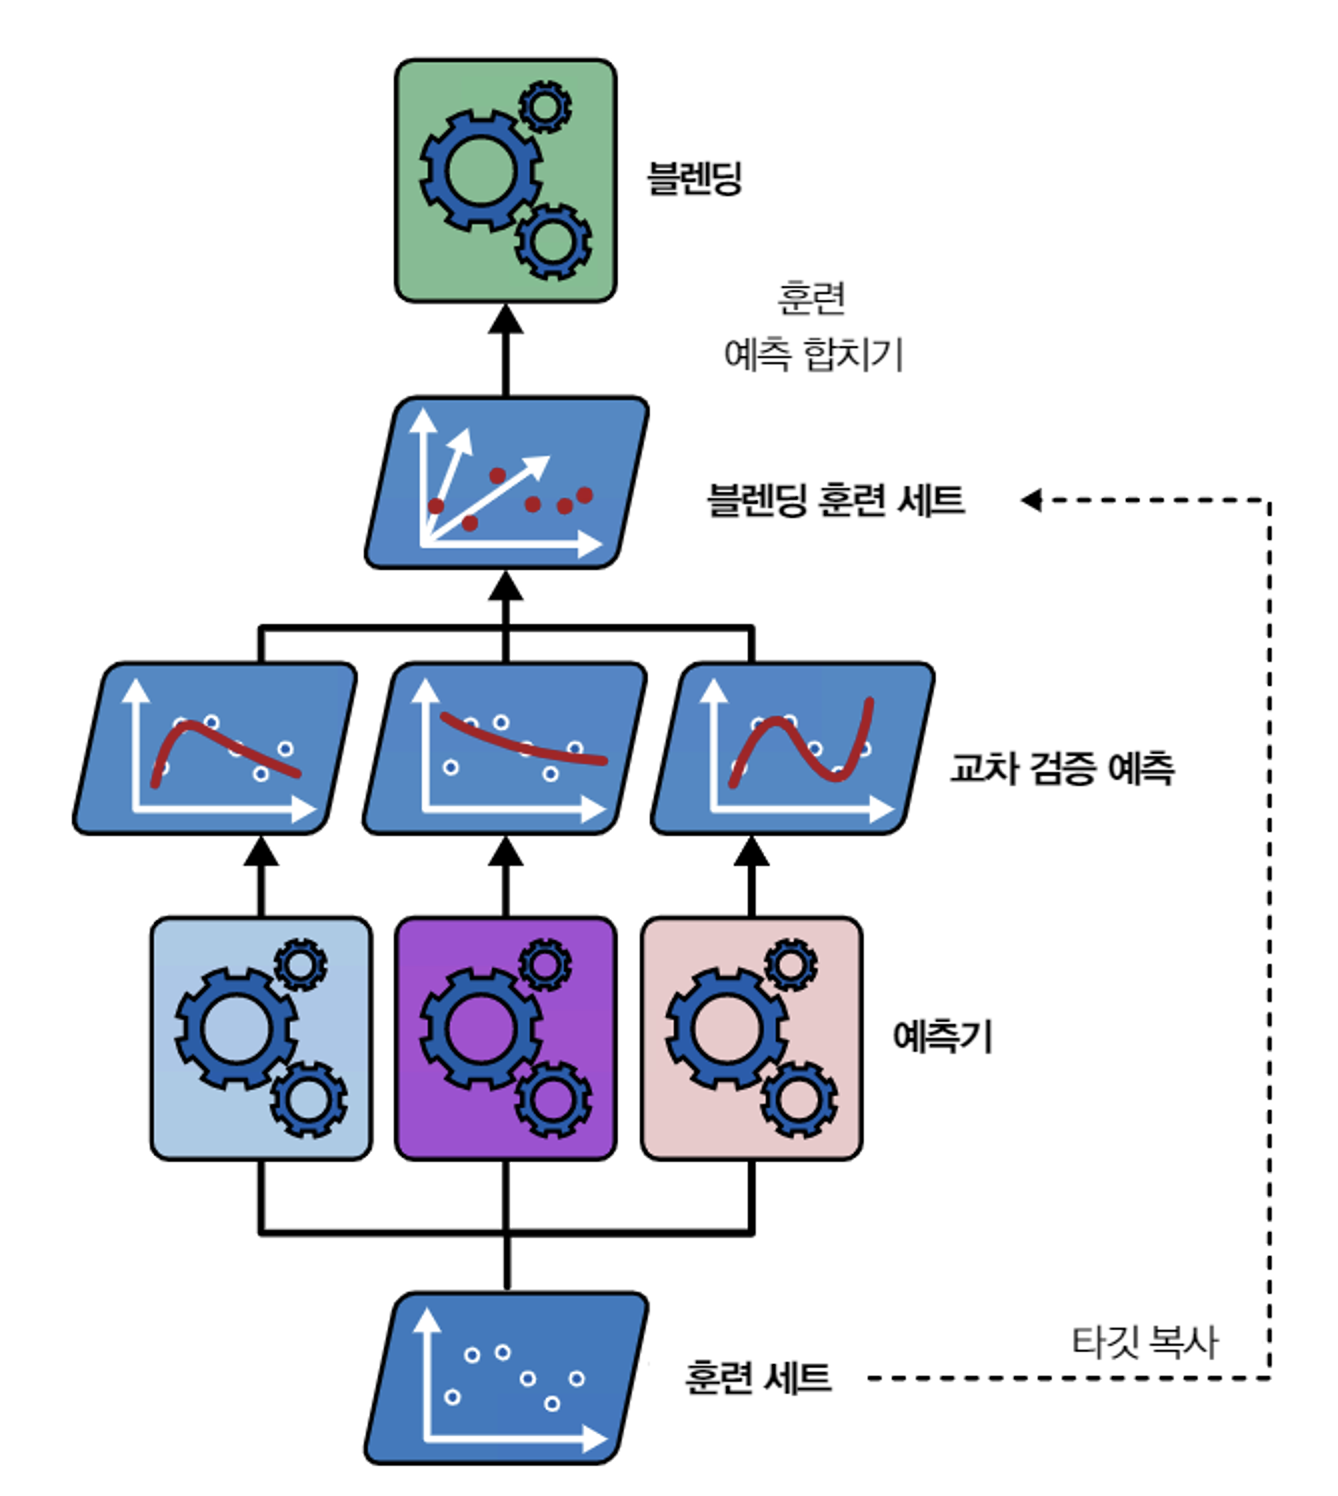 블렌딩
훈련
예측 합치기
블렌딩 훈련 세트
교차 검증 예측
예측기
타깃 복사
훈련 세트